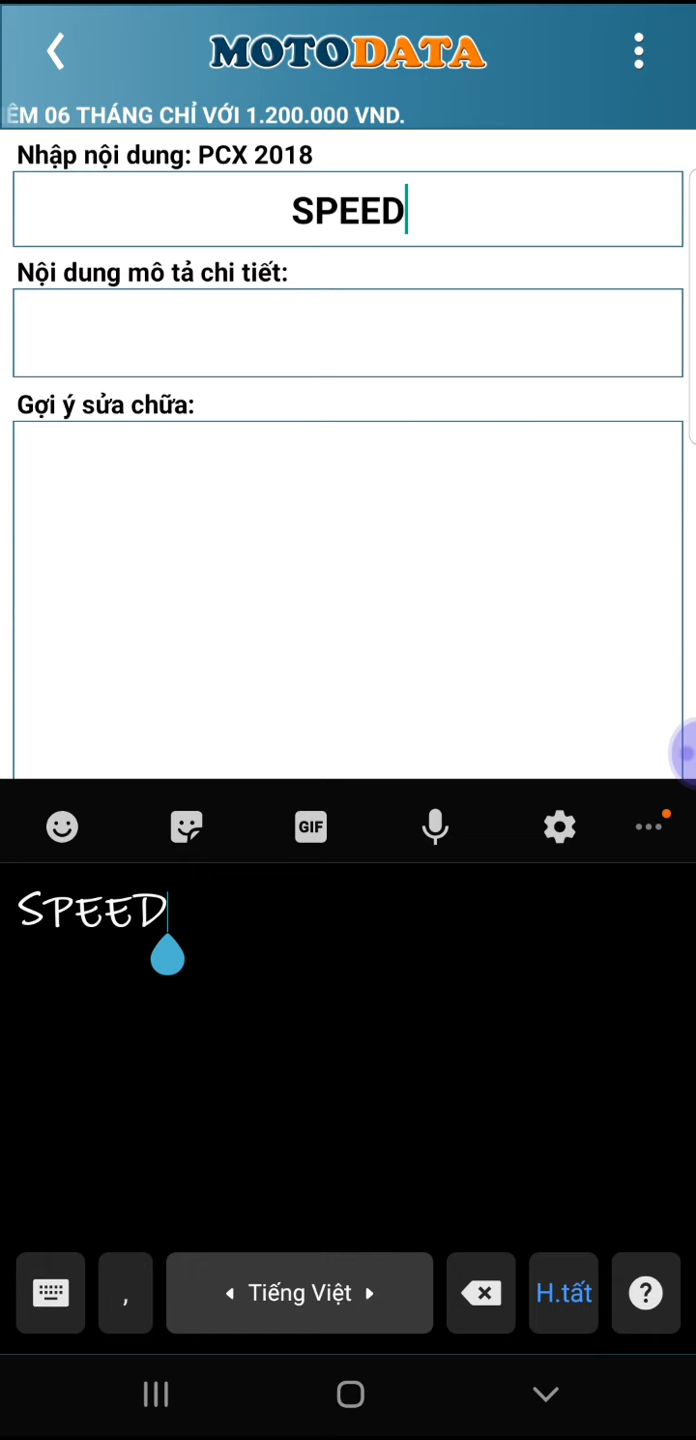 MOTODATA
ÊM 06 THÁNG CHỈ VỚI 1.200.000 VND.
Nhập nội dung: PCX 2018
SPEED
Nội dung mô tả chi tiết:
Gợi ý sửa chữa:
GIF
SPEED
, Tiếng Việt H.tất ?